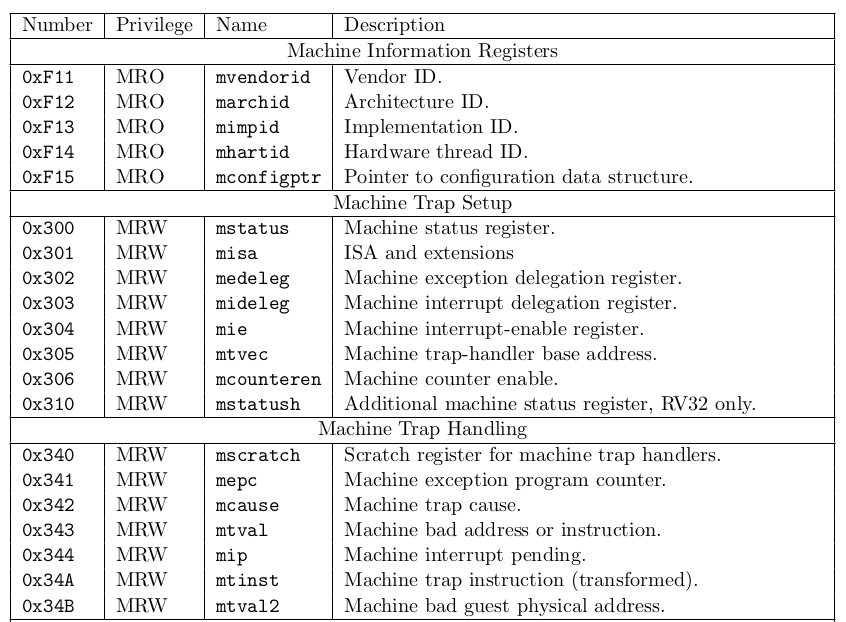 Number Privilege Name Description
Machine Information Registers
0xF11 MRO mvendorid Vendor ID.
0xF12 MRO marchid Architecture ID.
0xF13 MRO mimpid Implementation ID.
0xF14 MRO mhartid Hardware thread ID.
0xF15 MRO mconfigptr Pointer to configuration data structure.
Machine Trap Setup
0x300 MRW mstatus Machine status register.
0x301 MRW misa ISA and extensions
0x302 MRW medeleg Machine exception delegation register.
0x303 MRW mideleg Machine interrupt delegation register.
0x304 MRW mie Machine interrupt-enable register.
0x305 MRW mtvec Machine trap-handler base address.
0x306 MRW mcounteren Machine counter enable.
0x310 MRW mstatush Additional machine status register, RV32 only.
Machine Trap Handling
0x340 MRW mscratch Scratch register for machine trap handlers.
0x341 MRW mepc Machine exception program counter.
0x342 MRW mcause Machine trap cause.
0x343 MRW mtval Machine bad address or instruction.
0x344 MRW mip Machine interrupt pending.
0x34A MRW mtinst Machine trap instruction (transformed).
0x34B MRW mtval2 Machine bad guest physical address.